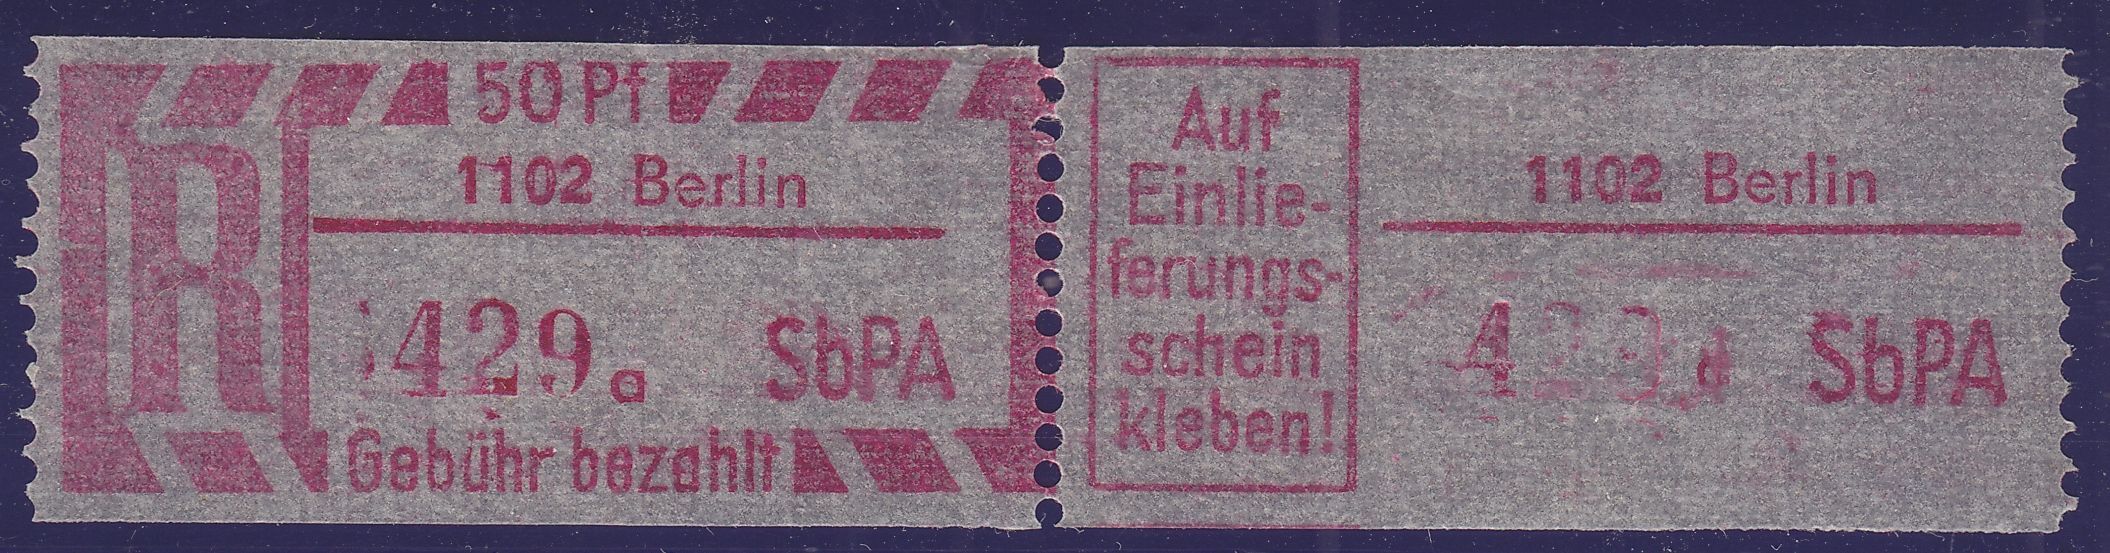 50 Pf
R
1102 Berlin
429 a SbPA
Gebühr bezahlt
Auf
Einlie-
ferungs-
schein
kleben!
1102 Berlin
SbPA